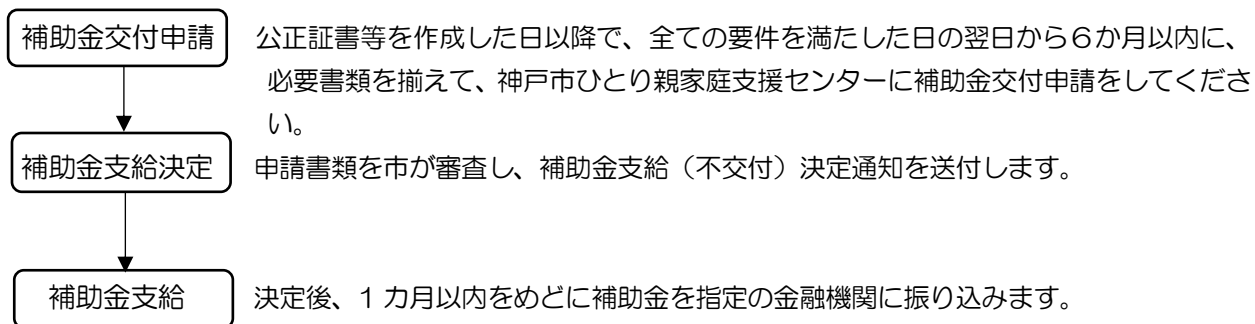 補助金交付申請
公正証書等を作成した日以降で、全ての要件を満たした日の翌日から６か月以内に、
必要書類を揃えて、神戸市ひとり親家庭支援センターに補助金交付申請をしてくださ
い。
補助金支給決定
申請書類を市が審査し、補助金支給（不交付）決定通知を送付します。
補助金支給
決定後、１カ月以内をめどに補助金を指定の金融機関に振り込みます。